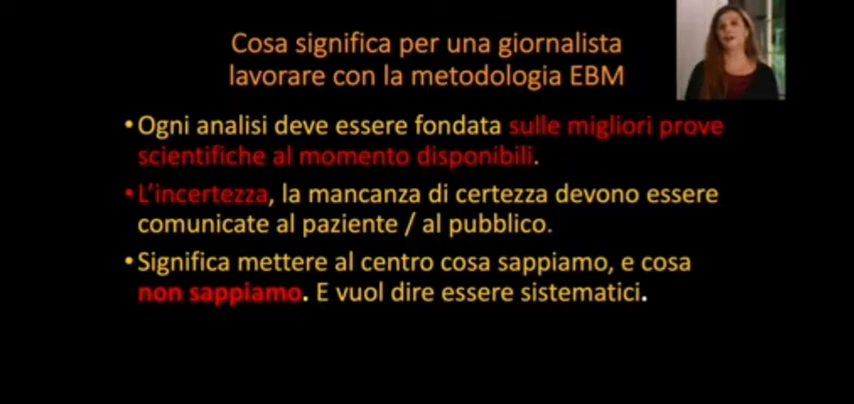 Cosa significa per una giornalista
lavorare con la metodologia EBM
•Ogni analisi deve essere fondata sulle migliori prove
scientifiche al momento disponibili.
•L'incertezza, la mancanza di certezza devono essere
comunicate al paziente / al pubblico.
•Significa mettere al centro cosa sappiamo, e cosa
non sappiamo. E vuol dire essere sistematici.